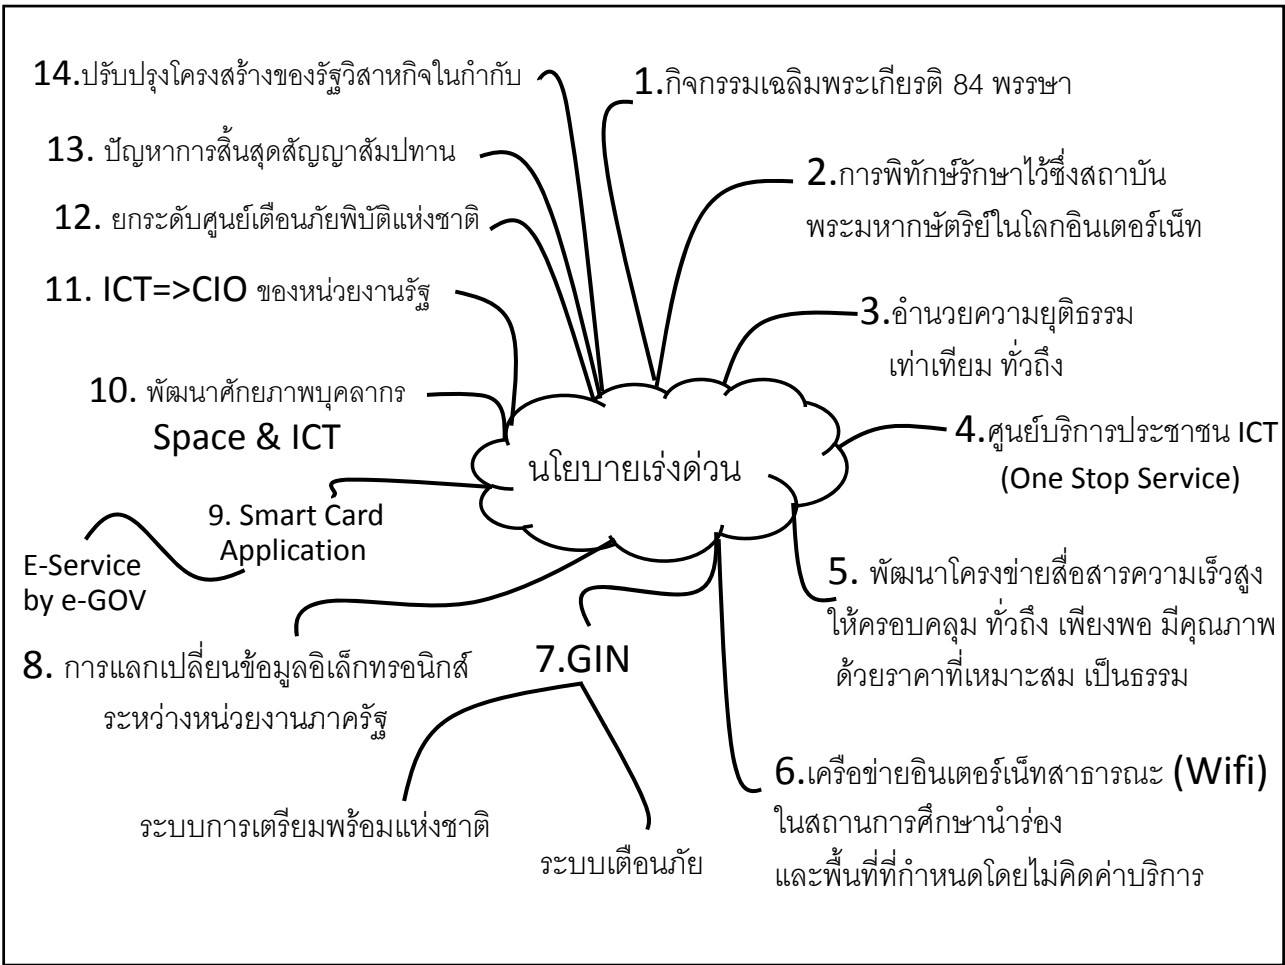 14.ปรับปรุงโครงสร้างของรัฐวิสาหกิจในกำกับ
1.กิจกรรมเฉลิมพระเกียรติ 84 พรรษา
13. ปัญหาการสิ้นสุดสัญญาสัมปทาน
2.การพิทักษ์รักษาไว้ซึ่งสถาบัน
พระมหากษัตริย์ในโลกอินเตอร์เน็ท
12. ยกระดับศูนย์เตือนภัยพิบัติแห่งชาติ
11. ICT=>CIO ของหน่วยงานรัฐ
3.อำนวยความยุติธรรม
เท่าเทียม ทั่วถึง
10. พัฒนาศักยภาพบุคลากร
Space & ICT
4.ศูนย์บริการประชาชน ICT
(One Stop Service)
นโยบายเร่งด่วน
9. Smart Card
Application
E-Service
by e-GOV
5. พัฒนาโครงข่ายสื่อสารความเร็วสูง
ให้ครอบคลุม ทั่วถึง เพียงพอ มีคุณภาพ
ด้วยราคาที่เหมาะสม เป็นธรรม
8. การแลกเปลี่ยนข้อมูลอิเล็กทรอนิกส์
ระหว่างหน่วยงานภาครัฐ
7.GIN
6.เครือข่ายอินเตอร์เน็ทสาธารณะ (Wifi)
ในสถานการศึกษานำร่อง
และพื้นที่ที่กำหนดโดยไม่คิดค่าบริการ
ระบบการเตรียมพร้อมแห่งชาติ
ระบบเตือนภัย